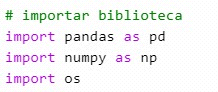 # importar biblioteca
import pandas as pd
import numpy as np
import os